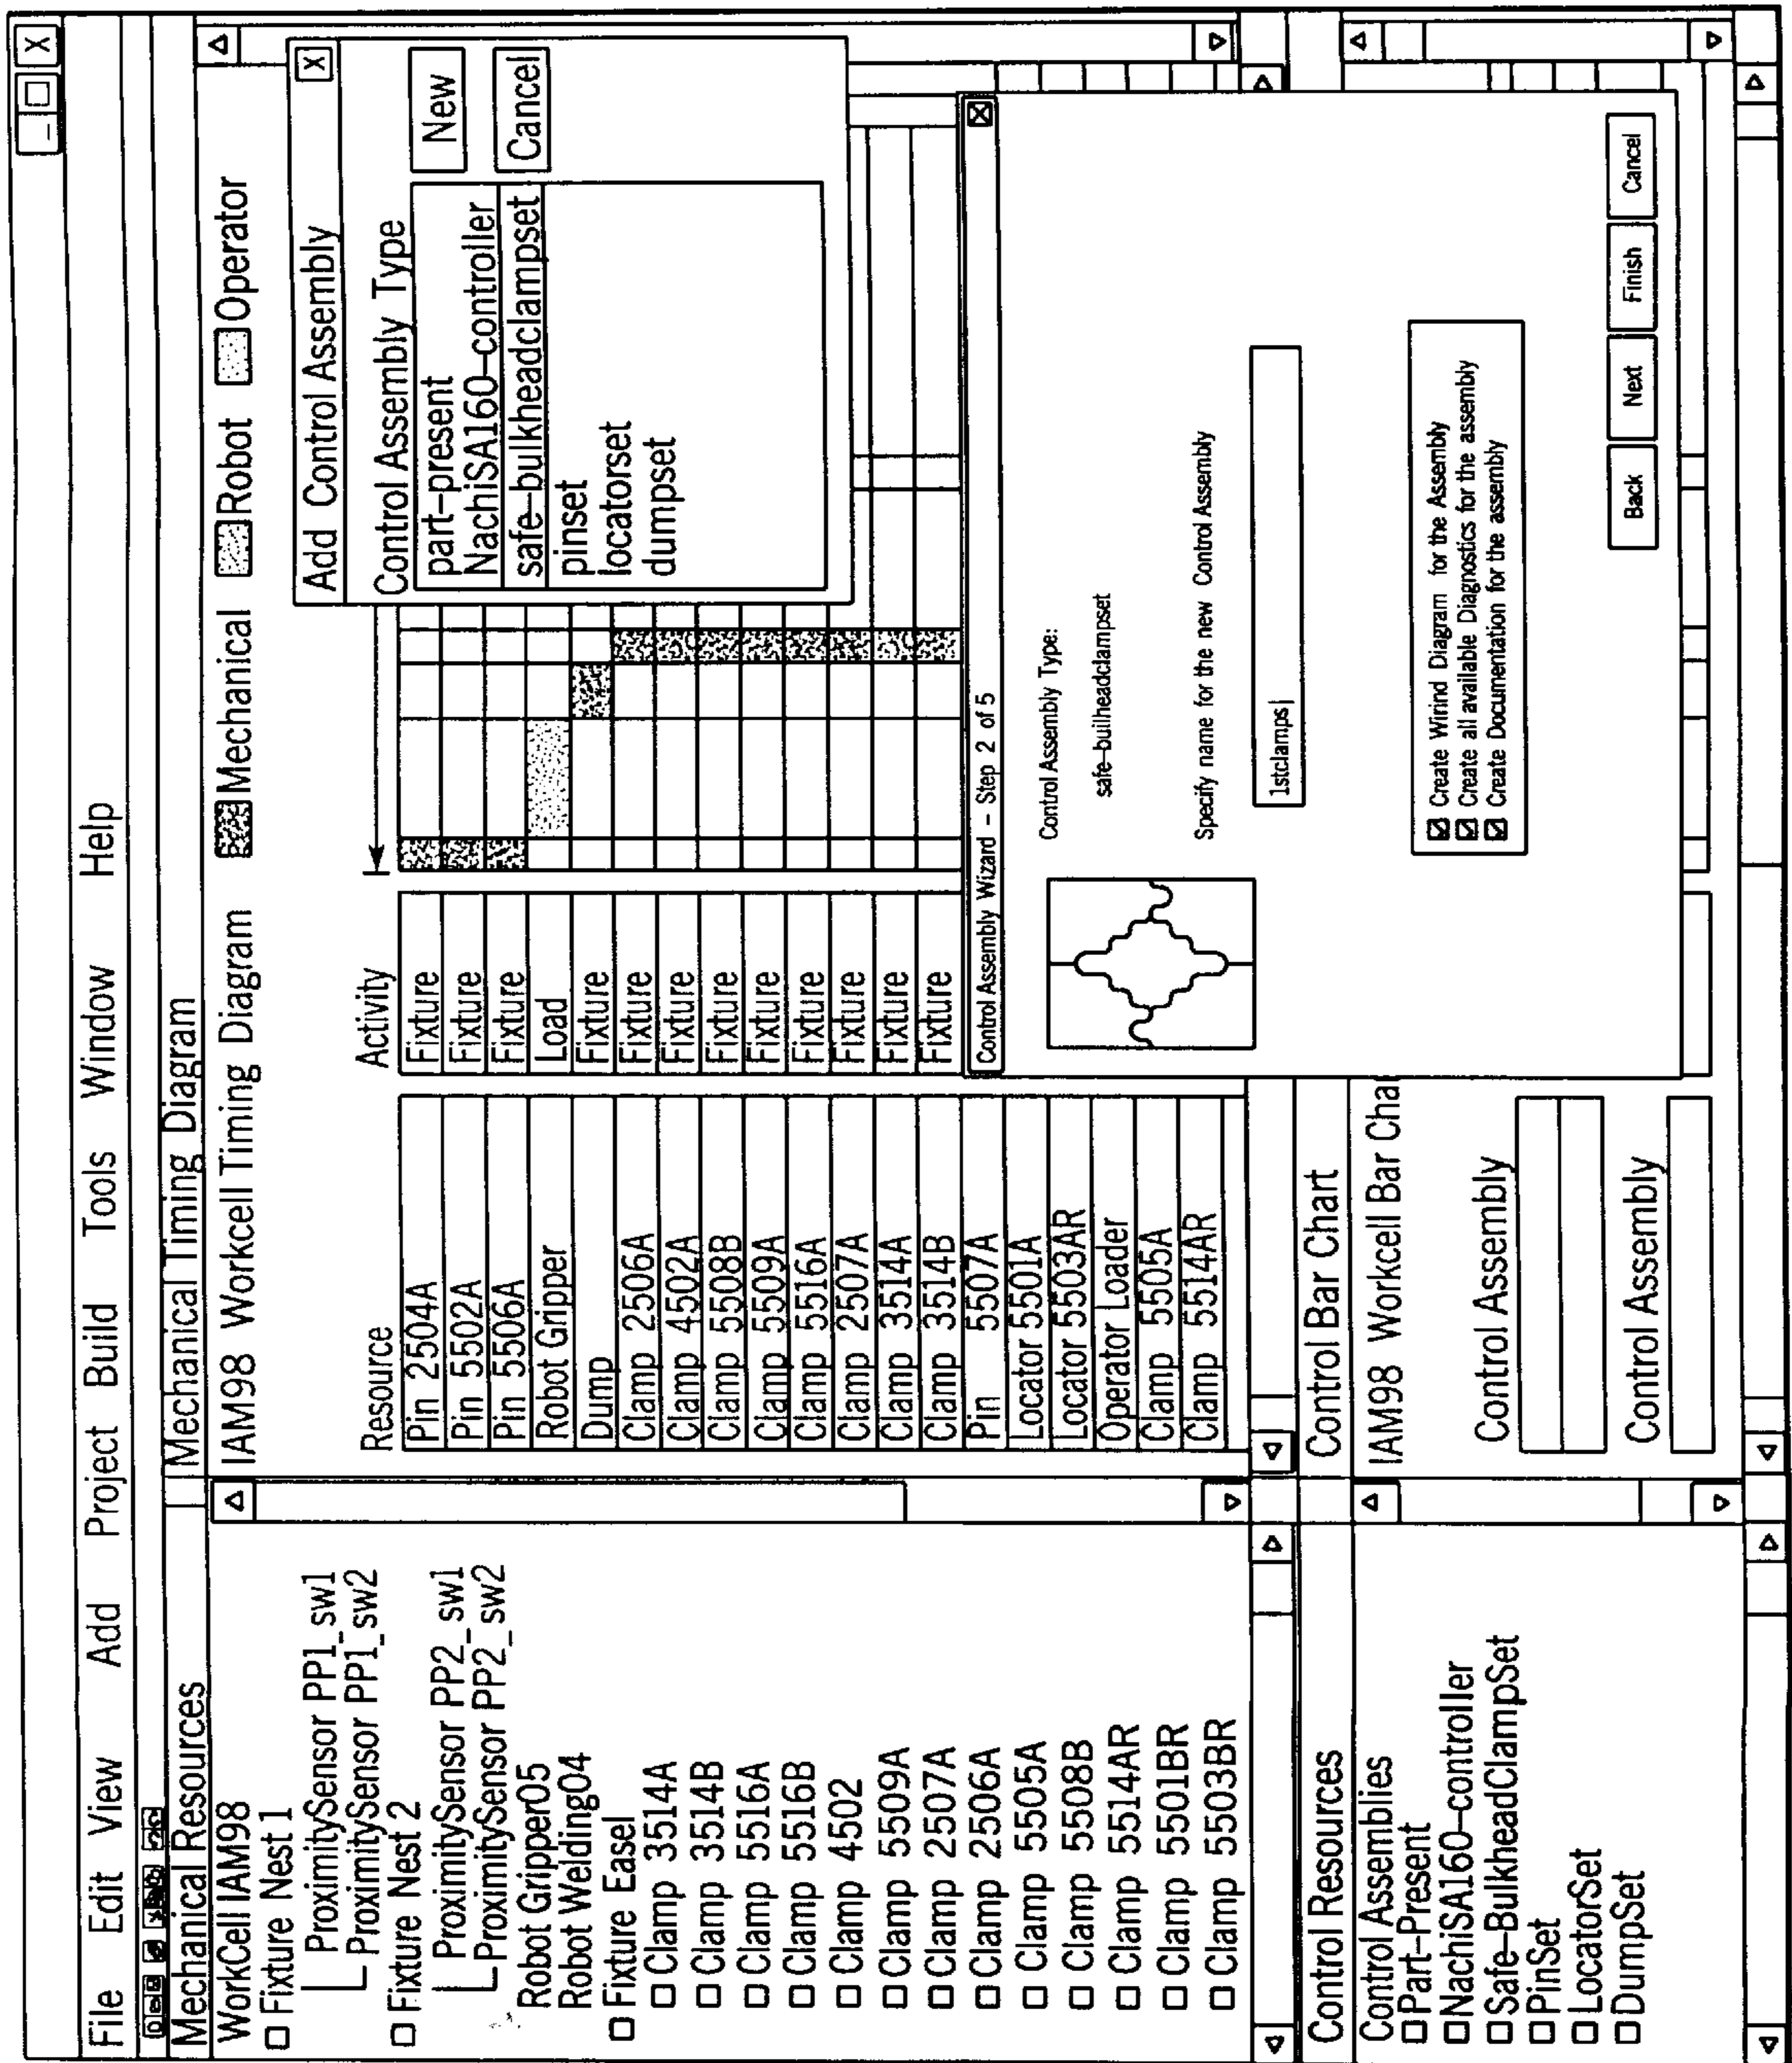 File Edit View Add Project Build Tools Window Help
Mechanical Resources
WorkCell IAM98
Fixture Nest 1
ProximitySensor PP1_sw1
ProximitySensor PP1_sw2
Fixture Nest 2
ProximitySensor PP2_sw1
ProximitySensor PP2_sw2
Robot Gripper05
Robot Welding04
Fixture Easel
Clamp 3514A
Clamp 3514B
Clamp 5516A
Clamp 5516B
Clamp 4502
Clamp 5509A
Clamp 2507A
Clamp 2506A
Clamp 5505A
Clamp 5508B
Clamp 5514AR
Clamp 5501BR
Clamp 5503BR
Mechanical Timing Diagram
IAM98 Workcell Timing Diagram Mechanical Robot Operator
Resource Activity
Pin 2504A Fixture
Pin 5502A Fixture
Pin 5506A Fixture
Robot Gripper Load
Dump Fixture
Clamp 2506A Fixture
Clamp 4502A Fixture
Clamp 5508B Fixture
Clamp 5509A Fixture
Clamp 5516A Fixture
Clamp 2507A Fixture
Clamp 3514A Fixture
Clamp 3514B Fixture
Pin 5507A
Locator 5501A
Locator 5503AR
Operator Loader
Clamp 5505A
Clamp 5514AR
Add Control Assembly X
Control Assembly Type
part-present
NachiSA160-controller
safe-bulkheadclampset
pinset
locatorset
dumpset
New
Cancel
Control Assembly Wizard - Step 2 of 5
Control Assembly Type:
safe-builheadclampset
Specify name for the new Control Assembly
1stclamps
Create Wirind Diagram for the Assembly
Create all available Diagnostics for the assembly
Create Documentation for the assembly
Back Next Finish Cancel
Control Resources
Control Assemblies
Part-Present
NachiSA160-controller
Safe-BulkheadClampSet
PinSet
LocatorSet
DumpSet
Control Bar Chart
IAM98 Workcell Bar Cha
Control Assembly
Control Assembly